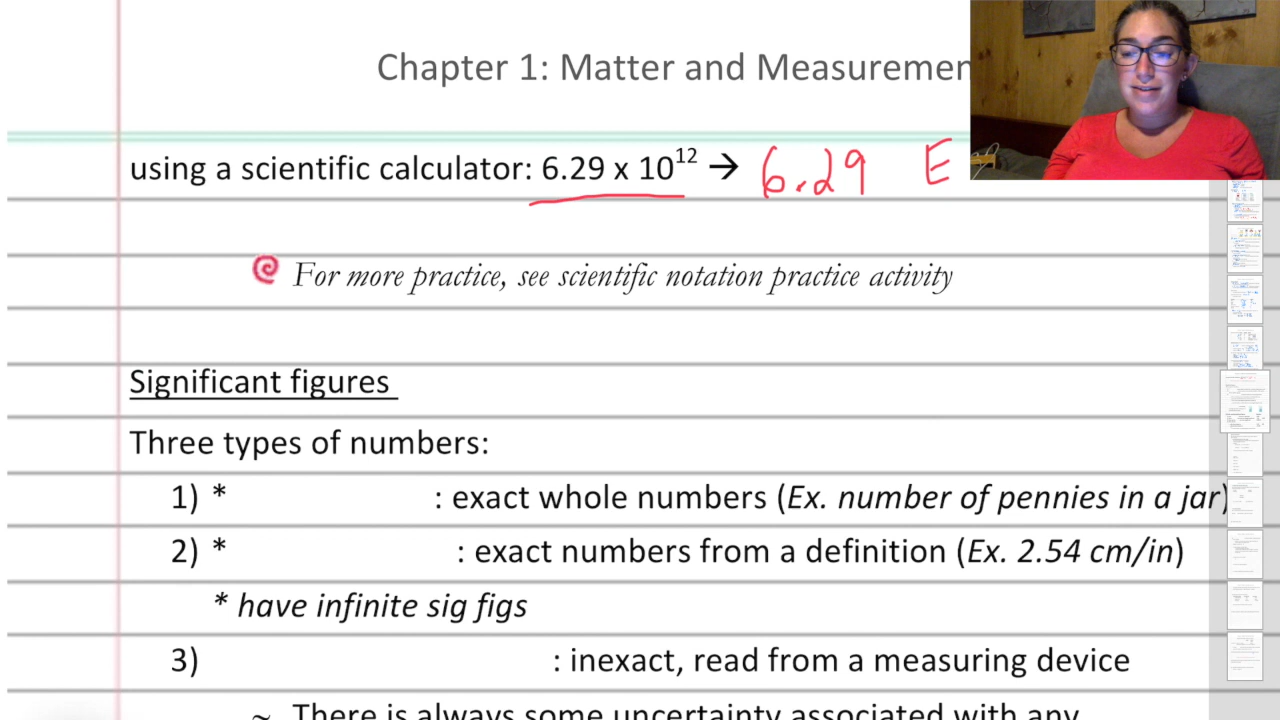 Chapter 1: Matter and Measuremen
using a scientific calculator: 6.29 x 10¹² → 6.29 E
For more practice, see scientific notation practice activity
Significant figures
Three types of numbers:
1) * : exact whole numbers (Ex. number of pennies in a jar)
2) * : exact numbers from a definition (Ex. 2.54 cm/in)
* have infinite sig figs
3) : inexact, read from a measuring device
~ There is always some uncertainty associated with any